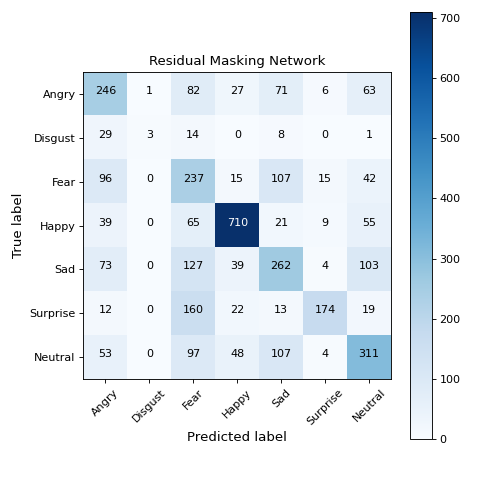 Residual Masking Network
Angry 246 1 82 27 71 6 63
Disgust 29 3 14 0 8 0 1
Fear 96 0 237 15 107 15 42
Happy 39 0 65 710 21 9 55
Sad 73 0 127 39 262 4 103
Surprise 12 0 160 22 13 174 19
Neutral 53 0 97 48 107 4 311
Angry Disgust Fear Happy Sad Surprise Neutral
Predicted label
True label
700
600
500
400
300
200
100
0